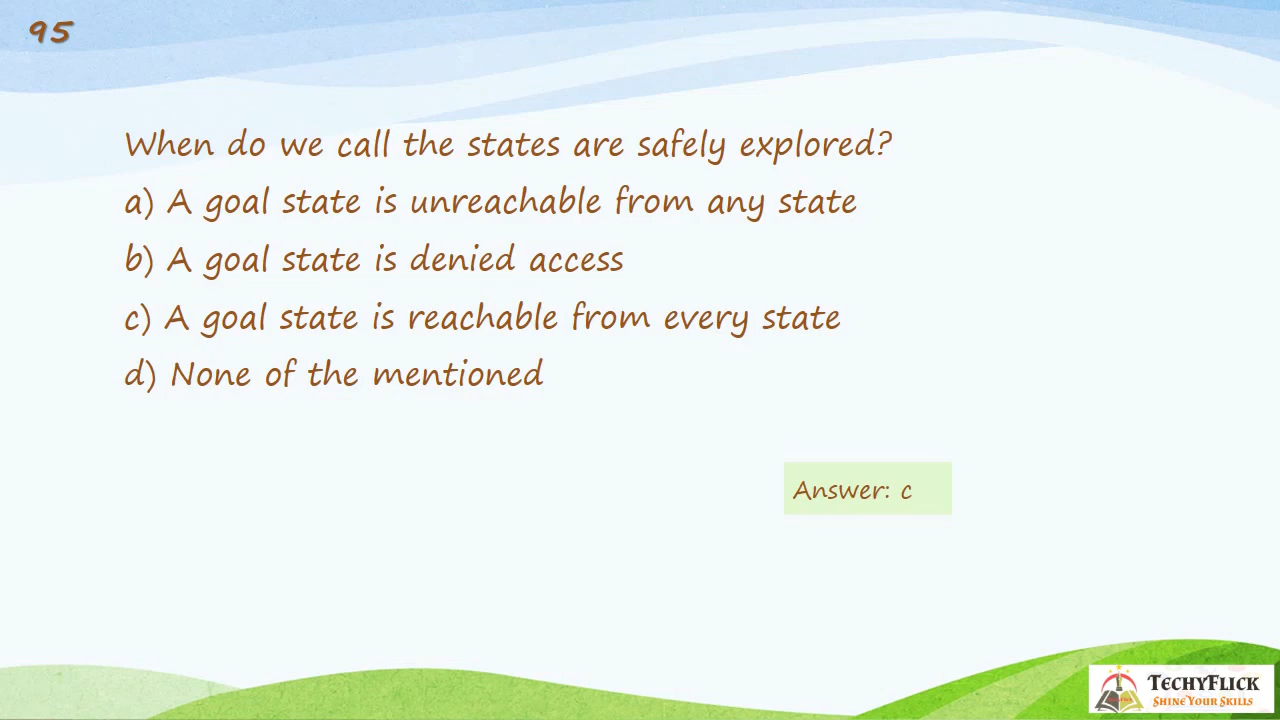 95
When do we call the states are safely explored?
a) A goal state is unreachable from any state
b) A goal state is denied access
c) A goal state is reachable from every state
d) None of the mentioned
Answer: c
TECHYFLICK
SHINE YOUR SKILLS